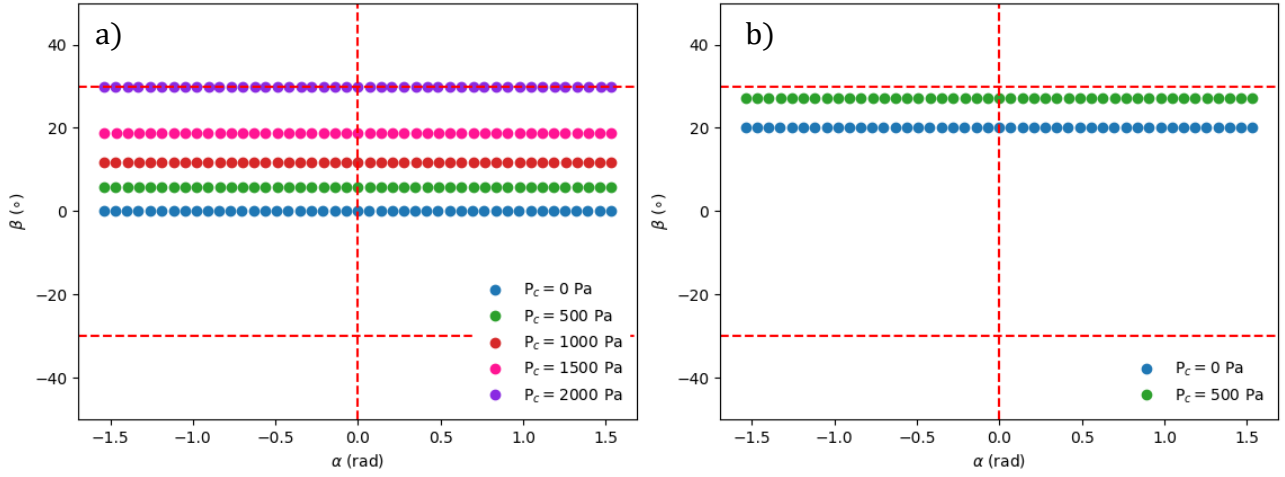 a)
40
20
0
−20
−40
β (∘)
−1.5 −1.0 −0.5 0.0 0.5 1.0 1.5
α (rad)
P_c = 0 Pa
P_c = 500 Pa
P_c = 1000 Pa
P_c = 1500 Pa
P_c = 2000 Pa
b)
40
20
0
−20
−40
β (∘)
−1.5 −1.0 −0.5 0.0 0.5 1.0 1.5
α (rad)
P_c = 0 Pa
P_c = 500 Pa